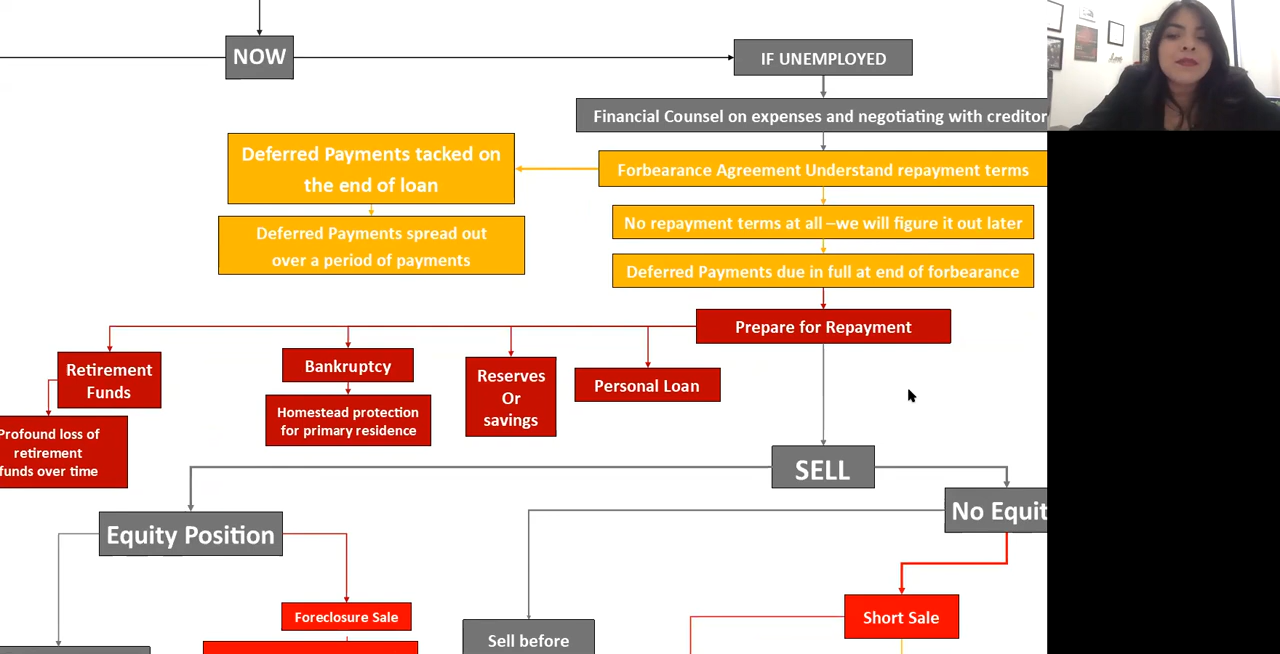 NOW
IF UNEMPLOYED
Financial Counsel on expenses and negotiating with creditor
Deferred Payments tacked on
the end of loan
Forbearance Agreement Understand repayment terms
No repayment terms at all –we will figure it out later
Deferred Payments spread out
over a period of payments
Deferred Payments due in full at end of forbearance
Prepare for Repayment
Retirement
Funds
Bankruptcy
Reserves
Or
savings
Personal Loan
Homestead protection
for primary residence
Profound loss of
retirement
funds over time
SELL
Equity Position
No Equit
Foreclosure Sale
Short Sale
Sell before